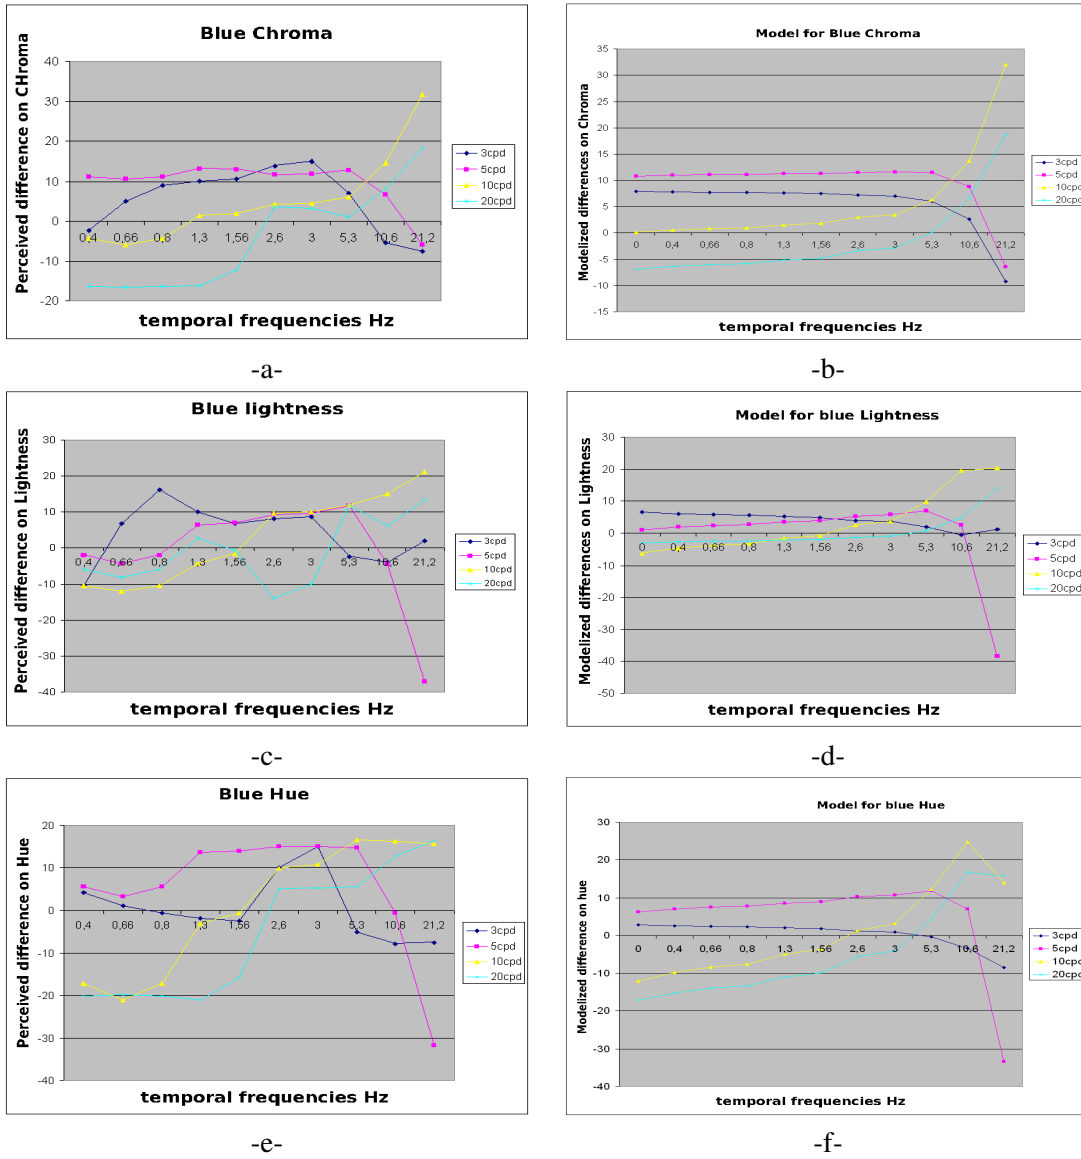 Blue Chroma
Perceived difference on CHroma
40
30
20
10
0
-10
-20
0,4 0,66 0,8 1,3 1,56 2,6 3 5,3 10,6 21,2
temporal frequencies Hz
3cpd
5cpd
10cpd
20cpd
-a-
Model for Blue Chroma
Modelized differences on Chroma
35
30
25
20
15
10
5
0
-5
-10
-15
0 0,4 0,66 0,8 1,3 1,56 2,6 3 5,3 10,6 21,2
temporal frequencies Hz
3cpd
5cpd
10cpd
20cpd
-b-
Blue lightness
Perceived difference on Lightness
30
20
10
0
-10
-20
-30
-40
0,4 0,66 0,8 1,3 1,56 2,6 3 5,3 10,6 21,2
temporal frequencies Hz
3cpd
5cpd
10cpd
20cpd
-c-
Model for blue Lightness
Modelized differences on Lightness
30
20
10
0
-10
-20
-30
-40
-50
0 0,4 0,66 0,8 1,3 1,56 2,6 3 5,3 10,6 21,2
temporal frequencies Hz
3cpd
5cpd
10cpd
20cpd
-d-
Blue Hue
Perceived difference on Hue
20
10
0
-10
-20
-30
-40
0,4 0,66 0,8 1,3 1,56 2,6 3 5,3 10,6 21,2
temporal frequencies Hz
3cpd
5cpd
10cpd
20cpd
-e-
Model for blue Hue
Modelized difference on hue
30
20
10
0
-10
-20
-30
-40
0 0,4 0,66 0,8 1,3 1,56 2,6 3 5,3 10,6 21,2
temporal frequencies Hz
3cpd
5cpd
10cpd
20cpd
-f-